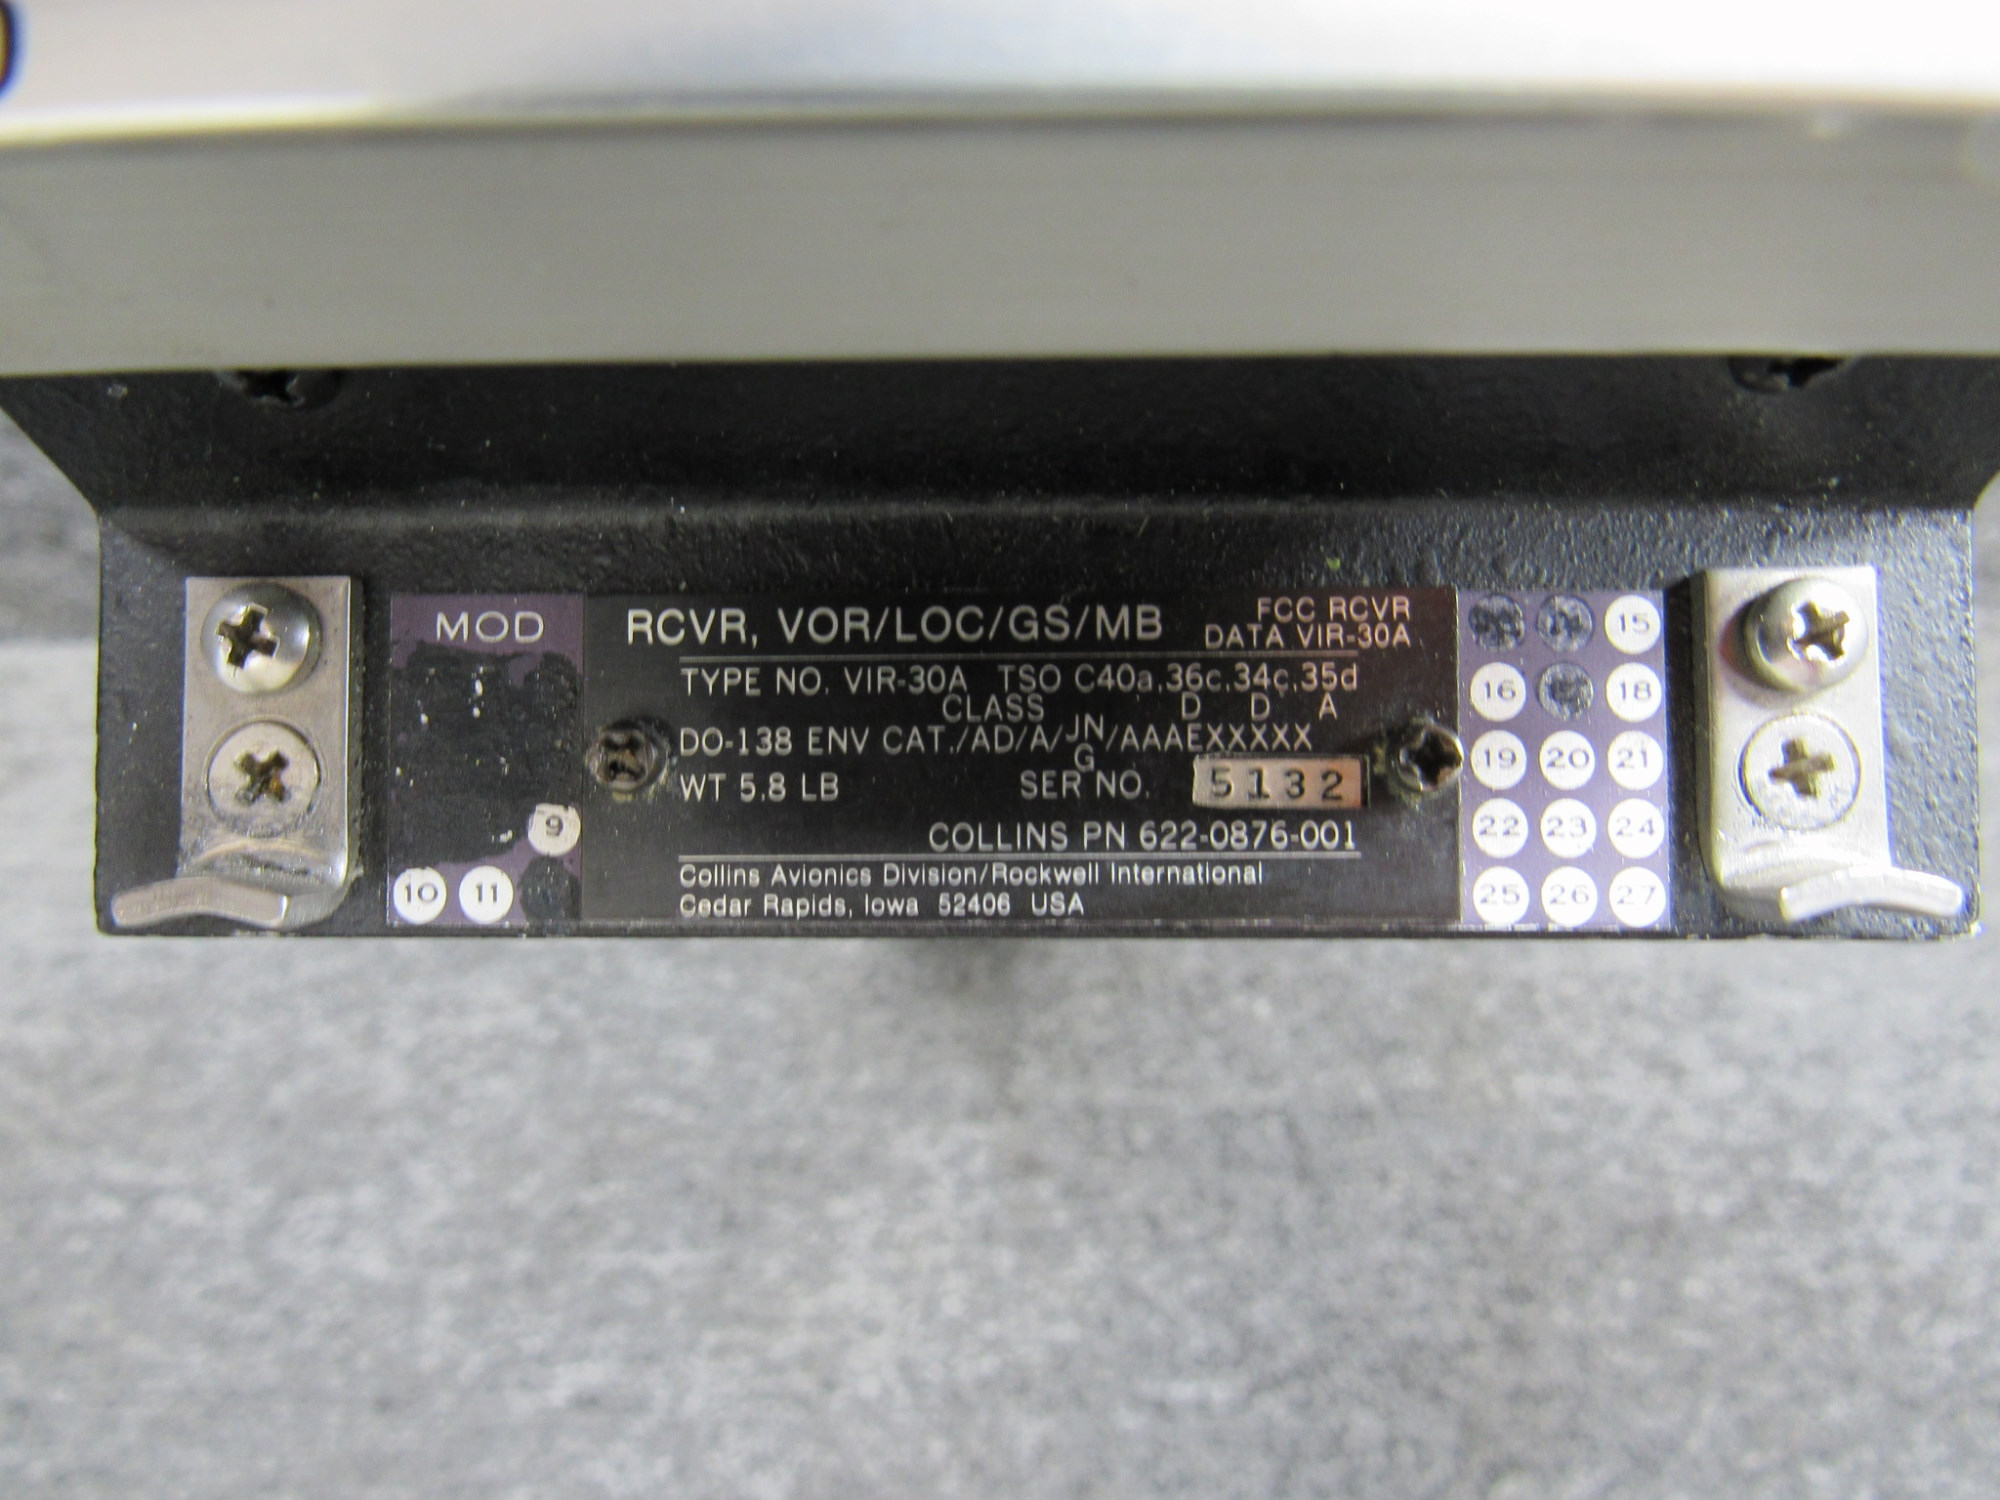 MOD
9
10 11
RCVR, VOR/LOC/GS/MB
FCC RCVR
DATA VIR-30A
TYPE NO. VIR-30A TSO C40a,36c,34c,35d
CLASS D D A
DO-138 ENV CAT./AD/A/JN/AAAEXXXXX
G
WT 5.8 LB SER NO. 5132
COLLINS PN 622-0876-001
Collins Avionics Division/Rockwell International
Cedar Rapids, Iowa 52406 USA
15
16 18
19 20 21
22 23 24
25 26 27